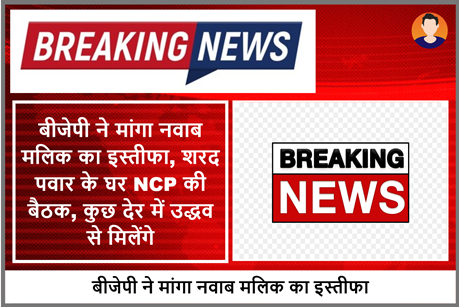 BREAKING NEWS
बीजेपी ने मांगा नवाब
मलिक का इस्तीफा, शरद
पवार के घर NCP की
बैठक, कुछ देर में उद्धव
से मिलेंगे
BREAKING
NEWS
बीजेपी ने मांगा नवाब मलिक का इस्तीफा